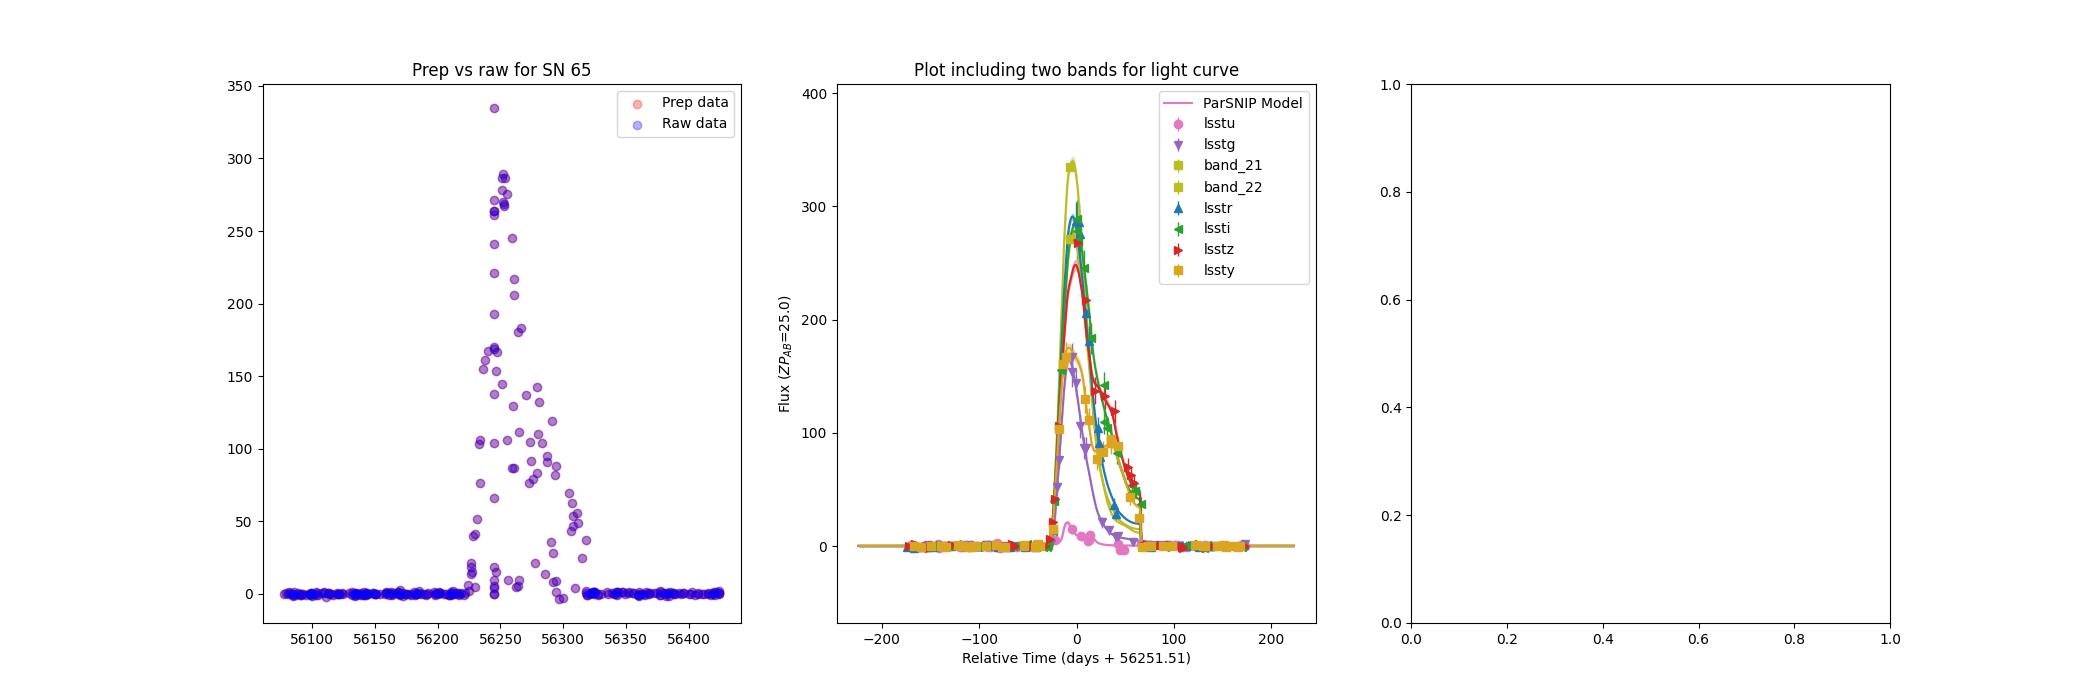 Prep vs raw for SN 65
350
300
250
200
150
100
50
0
56100 56150 56200 56250 56300 56350 56400
Prep data
Raw data
Plot including two bands for light curve
Flux (ZP_AB=25.0)
400
300
200
100
0
−200 −100 0 100 200
Relative Time (days + 56251.51)
ParSNIP Model
lsstu
lsstg
band_21
band_22
lsstr
lssti
lsstz
lssty
1.0
0.8
0.6
0.4
0.2
0.0
0.0 0.2 0.4 0.6 0.8 1.0